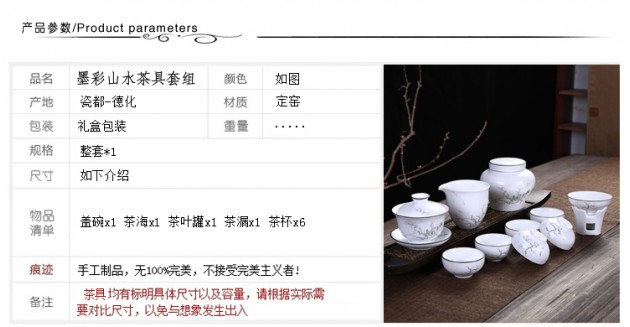 产品参数/Product parameters
品名 墨彩山水茶具套组 颜色 如图
产地 瓷都-德化 材质 定窑
包装 礼盒包装 重量 .....
规格 整套*1
尺寸 如下介绍
物品清单 盖碗x1 茶海x1 茶叶罐x1 茶漏x1 茶杯x6
痕迹 手工制品，无100%完美，不接受完美主义者！
备注 茶具均有标明具体尺寸以及容量，请根据实际需
要对比尺寸，以免与想象发生出入